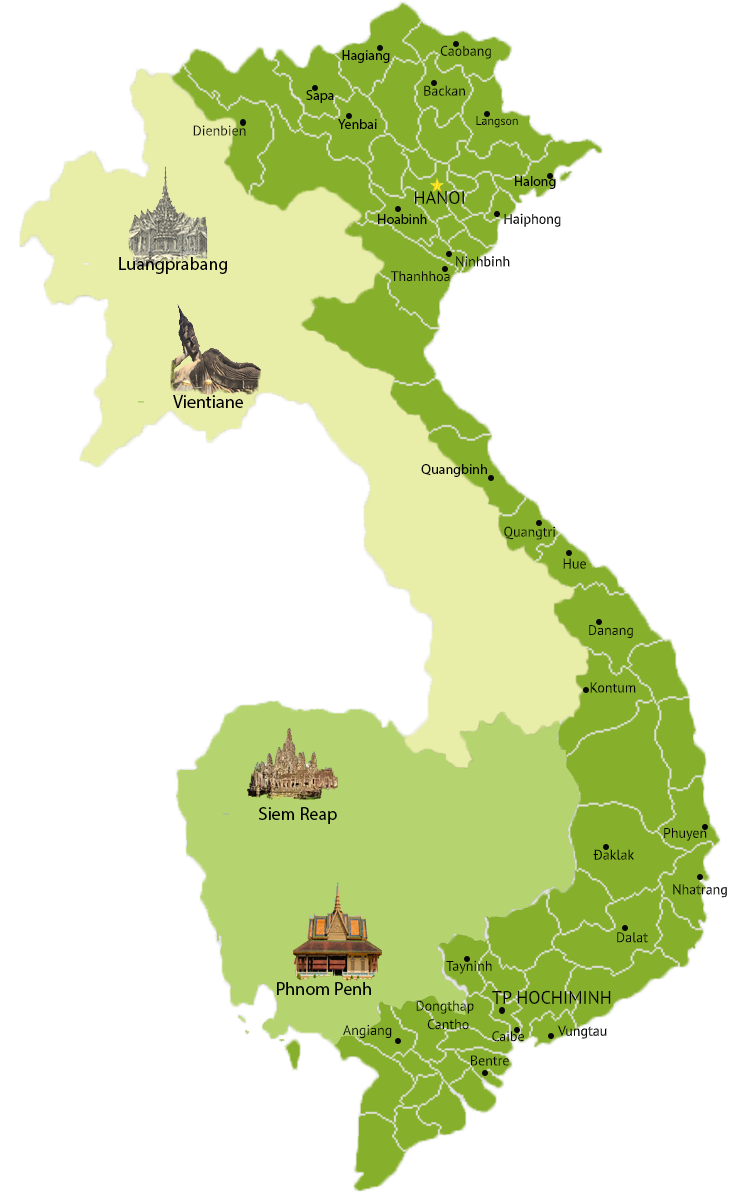 Hagiang
Caobang
Sapa
Backan
Yenbai
Langson
Dienbien
Halong
HANOI
Hoabinh
Haiphong
Luangprabang
Ninhbinh
Thanhhoa
Vientiane
Quangbinh
Quangtri
Hue
Danang
Kontum
Siem Reap
Phuyen
Đaklak
Nhatrang
Dalat
Tayninh
Phnom Penh
TP HOCHIMINH
Dongthap
Cantho
Angiang
Caibe
Vungtau
Bentre